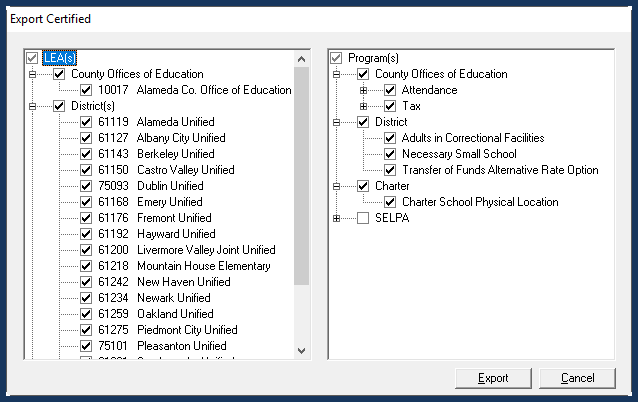 Export Certified
LEA(s)
County Offices of Education
10017 Alameda Co. Office of Education
District(s)
61119 Alameda Unified
61127 Albany City Unified
61143 Berkeley Unified
61150 Castro Valley Unified
75093 Dublin Unified
61168 Emery Unified
61176 Fremont Unified
61192 Hayward Unified
61200 Livermore Valley Joint Unified
61218 Mountain House Elementary
61242 New Haven Unified
61234 Newark Unified
61259 Oakland Unified
61275 Piedmont City Unified
75101 Pleasanton Unified
Program(s)
County Offices of Education
Attendance
Tax
District
Adults in Correctional Facilities
Necessary Small School
Transfer of Funds Alternative Rate Option
Charter
Charter School Physical Location
SELPA
Export
Cancel